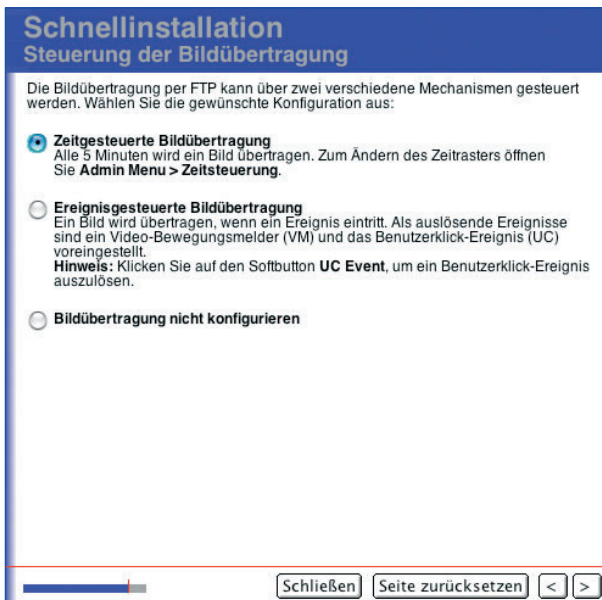 Schnellinstallation
Steuerung der Bildübertragung
Die Bildübertragung per FTP kann über zwei verschiedene Mechanismen gesteuert
werden. Wählen Sie die gewünschte Konfiguration aus:
Zeitgesteuerte Bildübertragung
Alle 5 Minuten wird ein Bild übertragen. Zum Ändern des Zeitrasters öffnen
Sie Admin Menu > Zeitsteuerung.
Ereignisgesteuerte Bildübertragung
Ein Bild wird übertragen, wenn ein Ereignis eintritt. Als auslösende Ereignisse
sind ein Video-Bewegungsmelder (VM) und das Benutzerklick-Ereignis (UC)
voreingestellt.
Hinweis: Klicken Sie auf den Softbutton UC Event, um ein Benutzerklick-Ereignis
auszulösen.
Bildübertragung nicht konfigurieren
Schließen Seite zurücksetzen < >